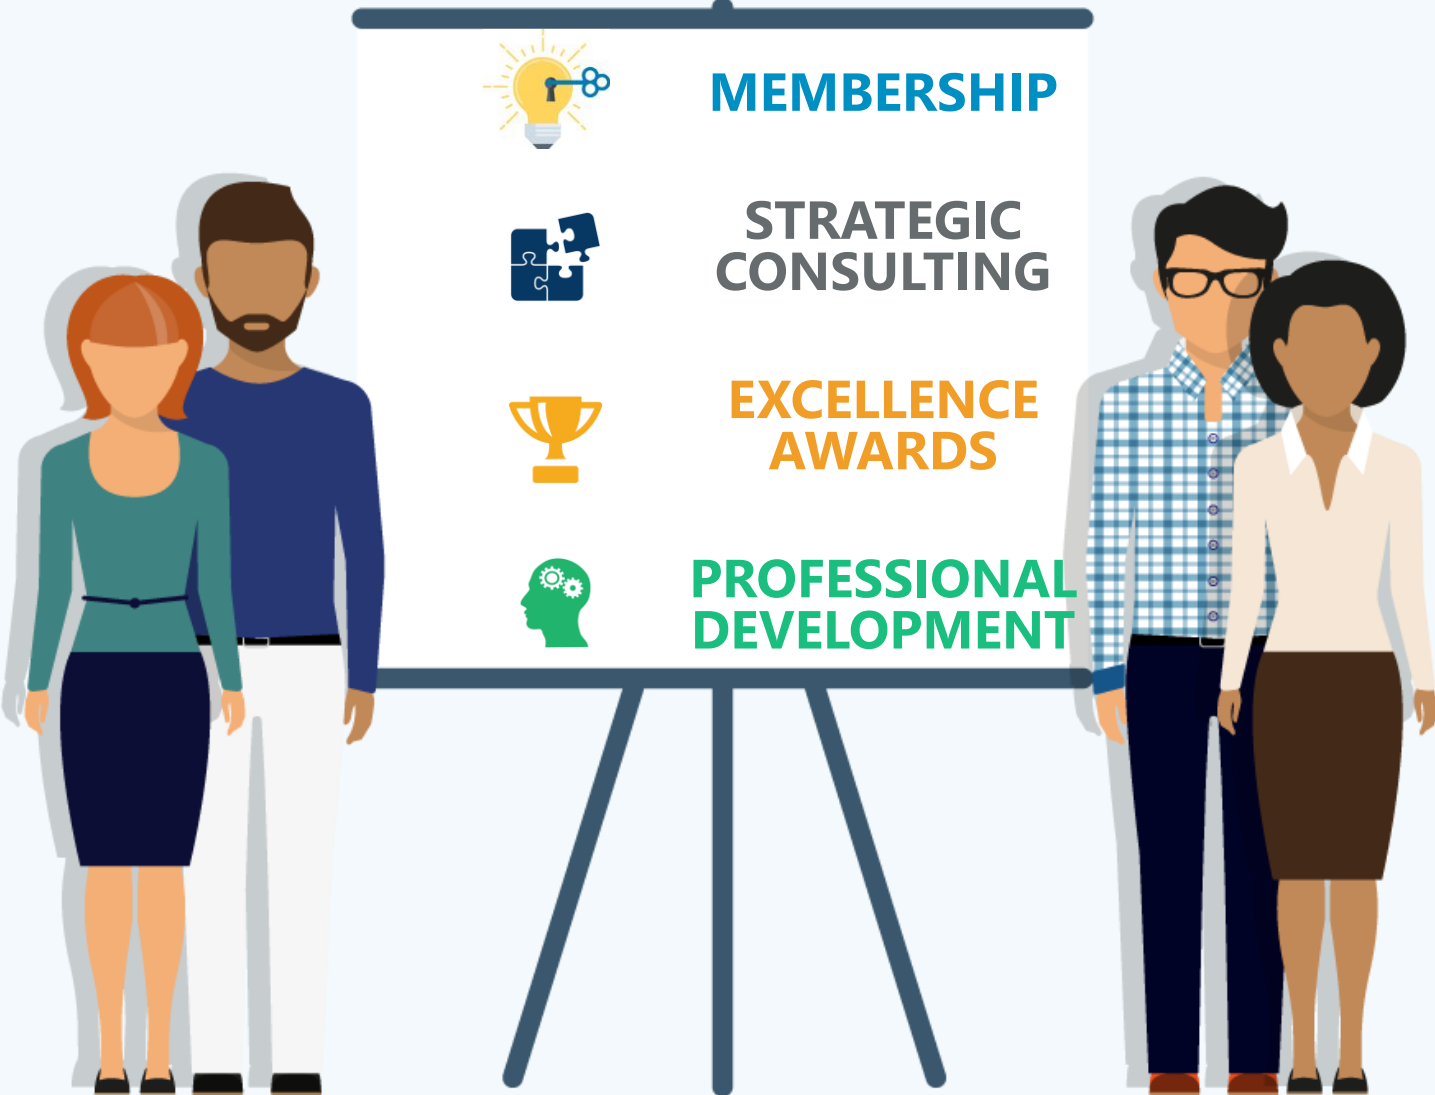 MEMBERSHIP
STRATEGIC
CONSULTING
EXCELLENCE
AWARDS
PROFESSIONAL
DEVELOPMENT